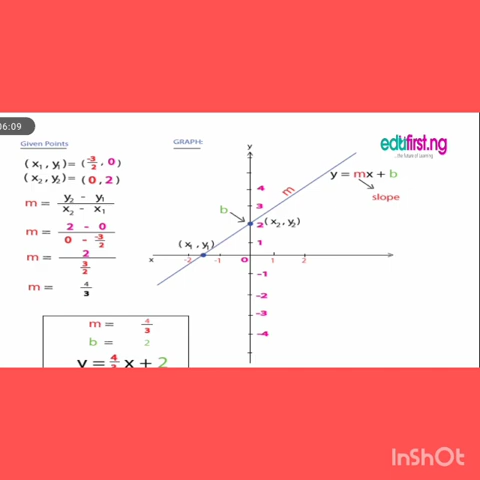 06:09
Given Points
GRAPH:
edufirst.ng
...the future of Learning
(x₁, y₁)= (-3/2, 0)
(x₂, y₂)= (0, 2)
m = y₂ - y₁ / x₂ - x₁
m = 2 - 0 / 0 - -3/2
m = 2 / 3/2
m = 4/3
m = 4/3
b = 2
y = 4/3 x + 2
y
y = mx + b
slope
m
b
(x₂, y₂)
(x₁, y₁)
4
3
2
1
x -2 -1 0 1 2
-1
-2
-3
-4
InShOt